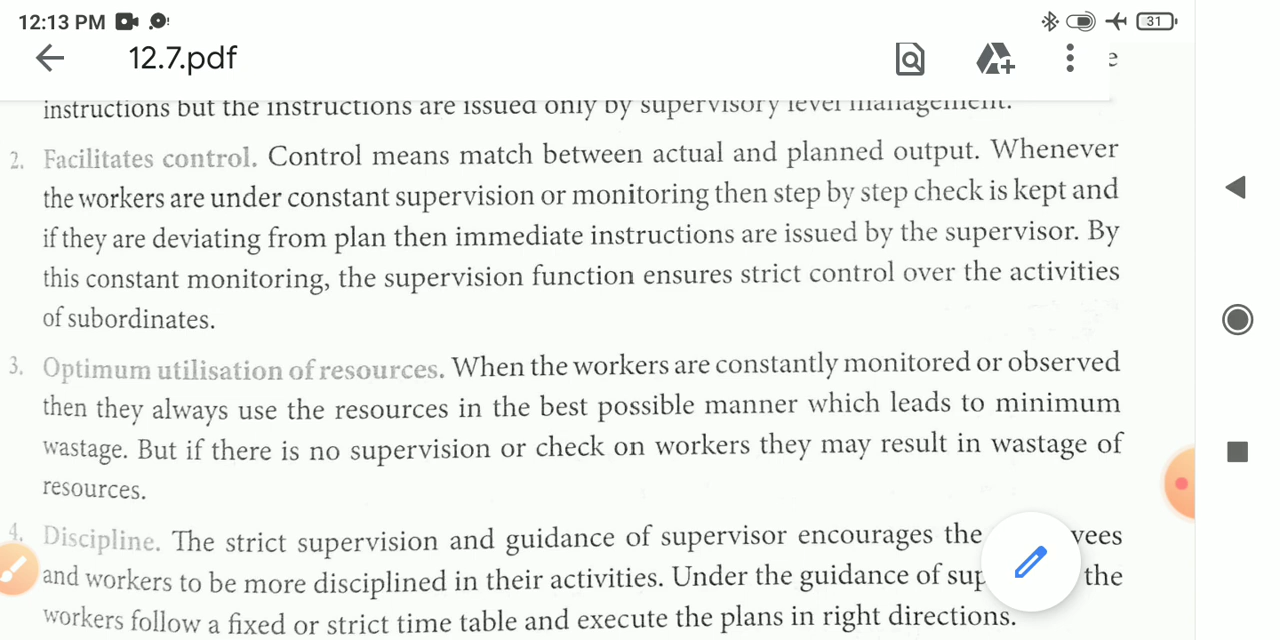 12:13 PM
31
12.7.pdf
e
instructions but the instructions are issued only by supervisory level management.
2. Facilitates control. Control means match between actual and planned output. Whenever
the workers are under constant supervision or monitoring then step by step check is kept and
if they are deviating from plan then immediate instructions are issued by the supervisor. By
this constant monitoring, the supervision function ensures strict control over the activities
of subordinates.
3. Optimum utilisation of resources. When the workers are constantly monitored or observed
then they always use the resources in the best possible manner which leads to minimum
wastage. But if there is no supervision or check on workers they may result in wastage of
resources.
4. Discipline. The strict supervision and guidance of supervisor encourages the yees
and workers to be more disciplined in their activities. Under the guidance of sup the
workers follow a fixed or strict time table and execute the plans in right directions.